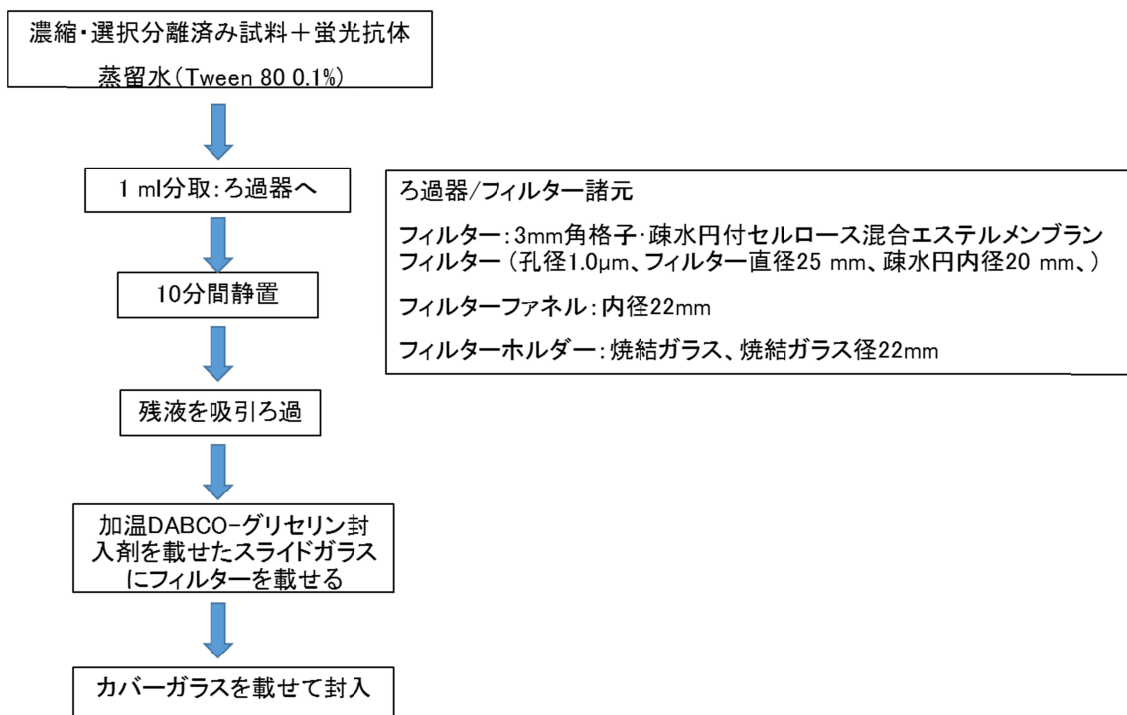 濃縮・選択分離済み試料＋蛍光抗体
蒸留水（Tween 80 0.1%）
1 ml分取：ろ過器へ
10分間静置
残液を吸引ろ過
加温DABCO-グリセリン封
入剤を載せたスライドガラス
にフィルターを載せる
カバーガラスを載せて封入
ろ過器/フィルター諸元
フィルター：3mm角格子・疎水円付セルロース混合エステルメンブラン
フィルター（孔径1.0μm、フィルター直径25 mm、疎水円内径20 mm、）
フィルターファネル：内径22mm
フィルターホルダー：焼結ガラス、焼結ガラス径22mm